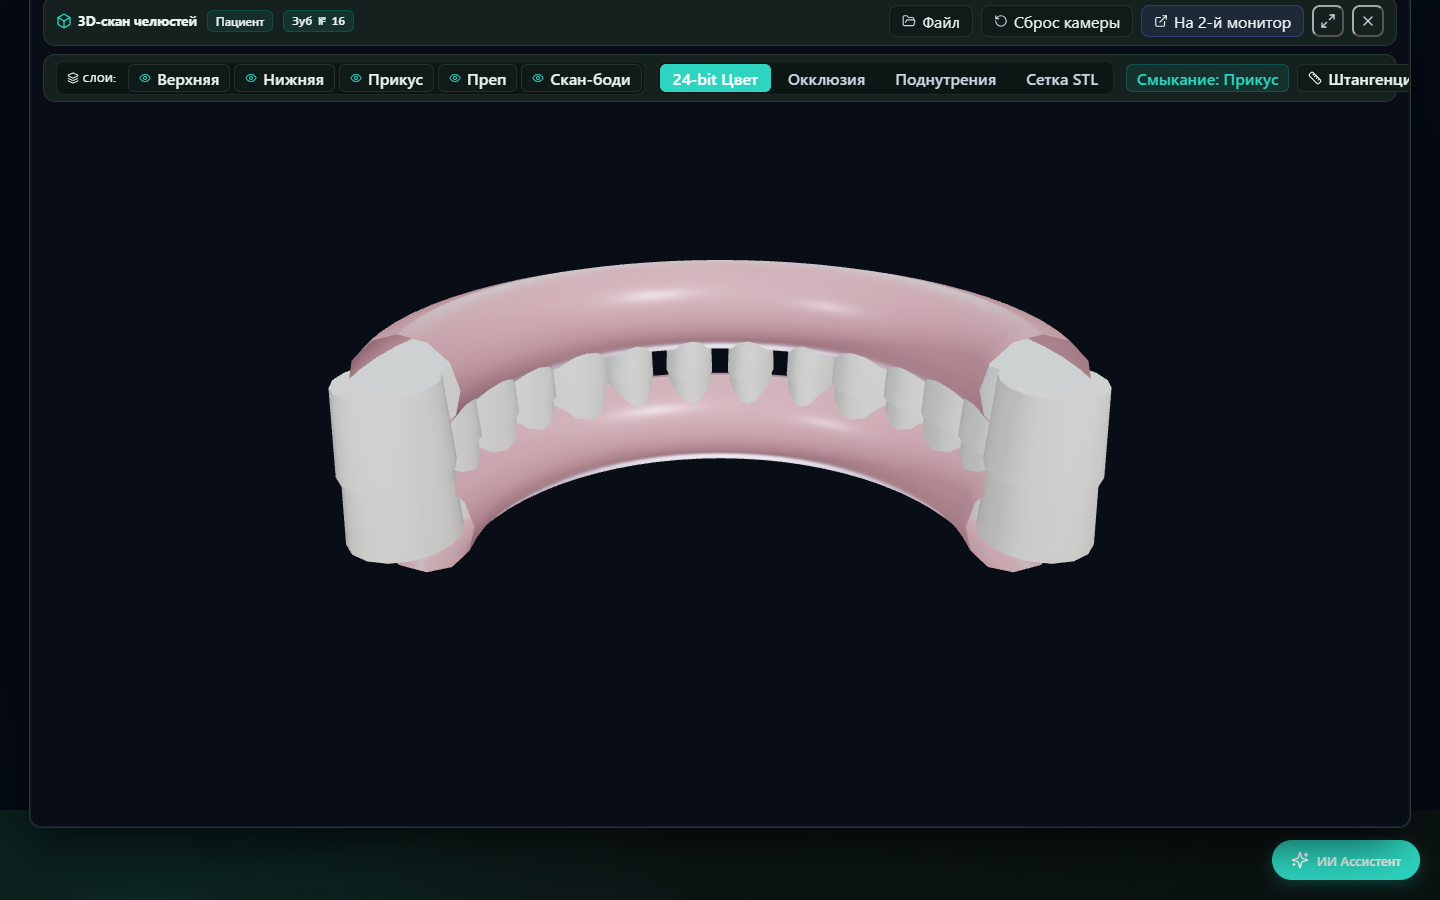 3D-скан челюстей Пациент Зуб № 16 Файл Сброс камеры На 2-й монитор
СЛОИ: Верхняя Нижняя Прикус Преп Скан-боди 24-bit Цвет Окклюзия Поднутрения Сетка STL Смыкание: Прикус Штангенци
ИИ Ассистент